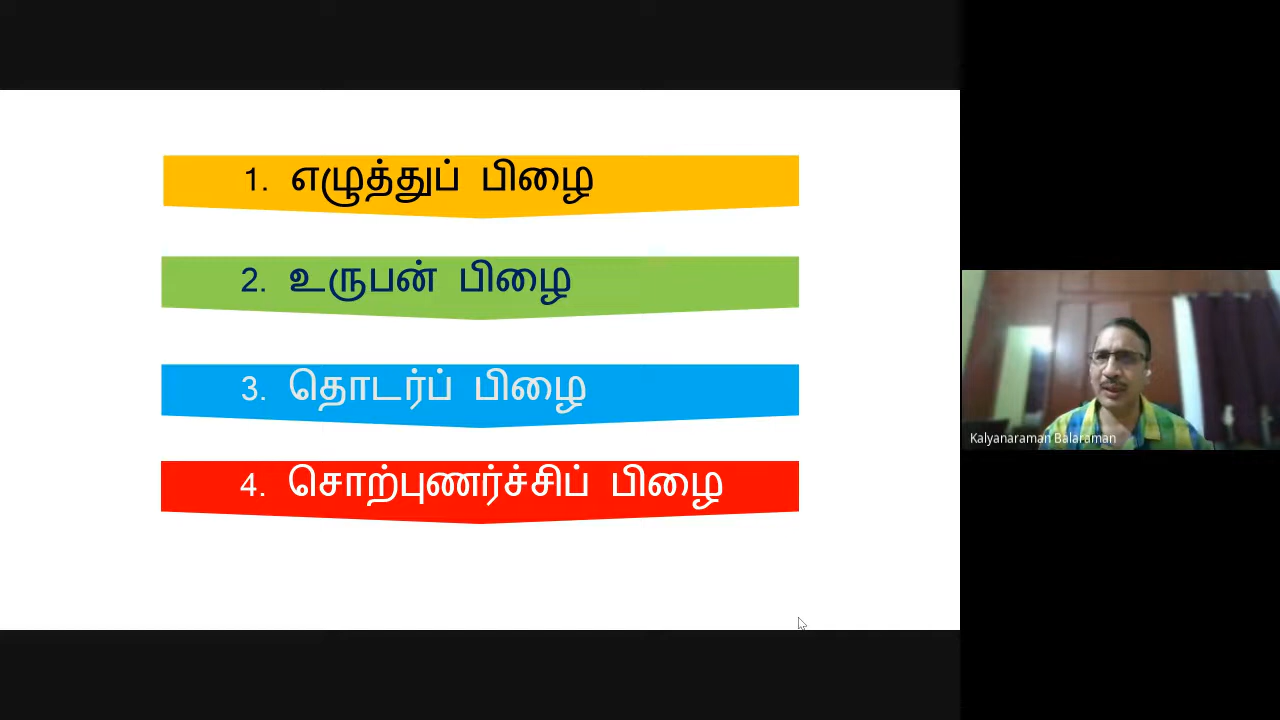 1. எழுத்துப் பிழை
2. உருபன் பிழை
3. தொடர்ப் பிழை
4. சொற்புணர்ச்சிப் பிழை
Kalyanaraman Balaraman